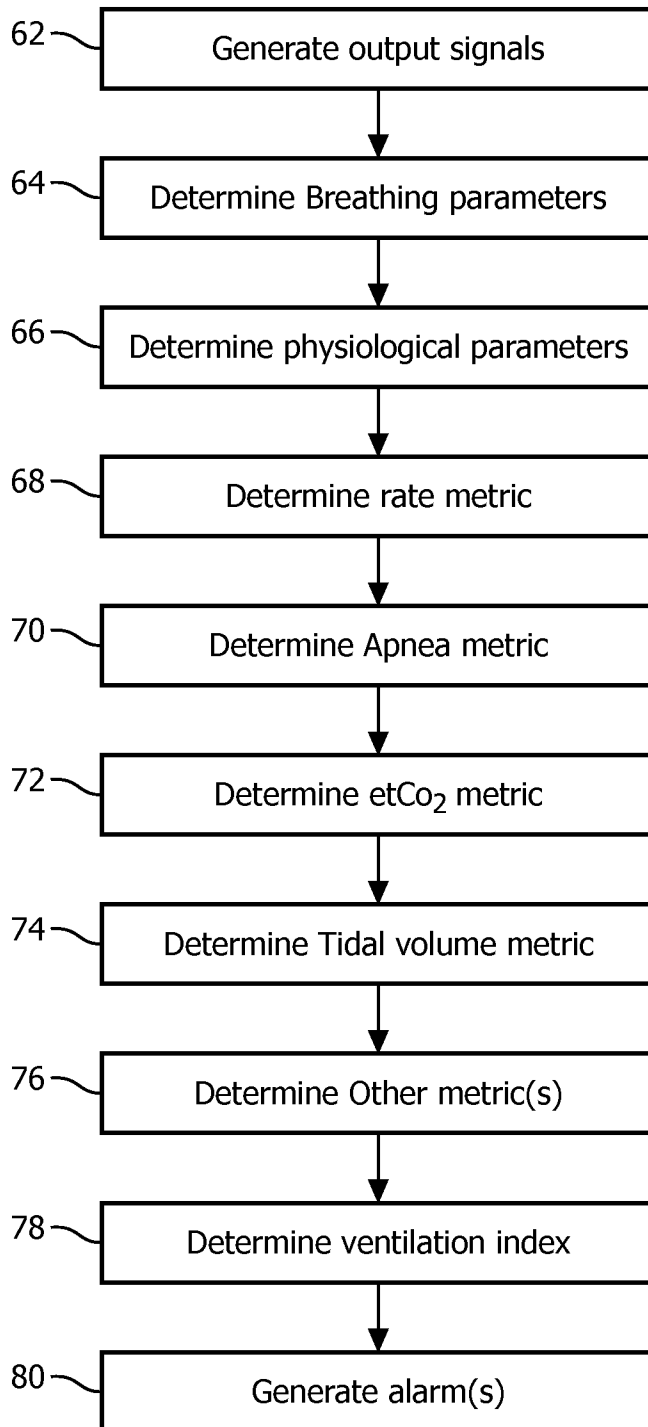 62
Generate output signals
64
Determine Breathing parameters
66
Determine physiological parameters
68
Determine rate metric
70
Determine Apnea metric
72
Determine etCo₂ metric
74
Determine Tidal volume metric
76
Determine Other metric(s)
78
Determine ventilation index
80
Generate alarm(s)